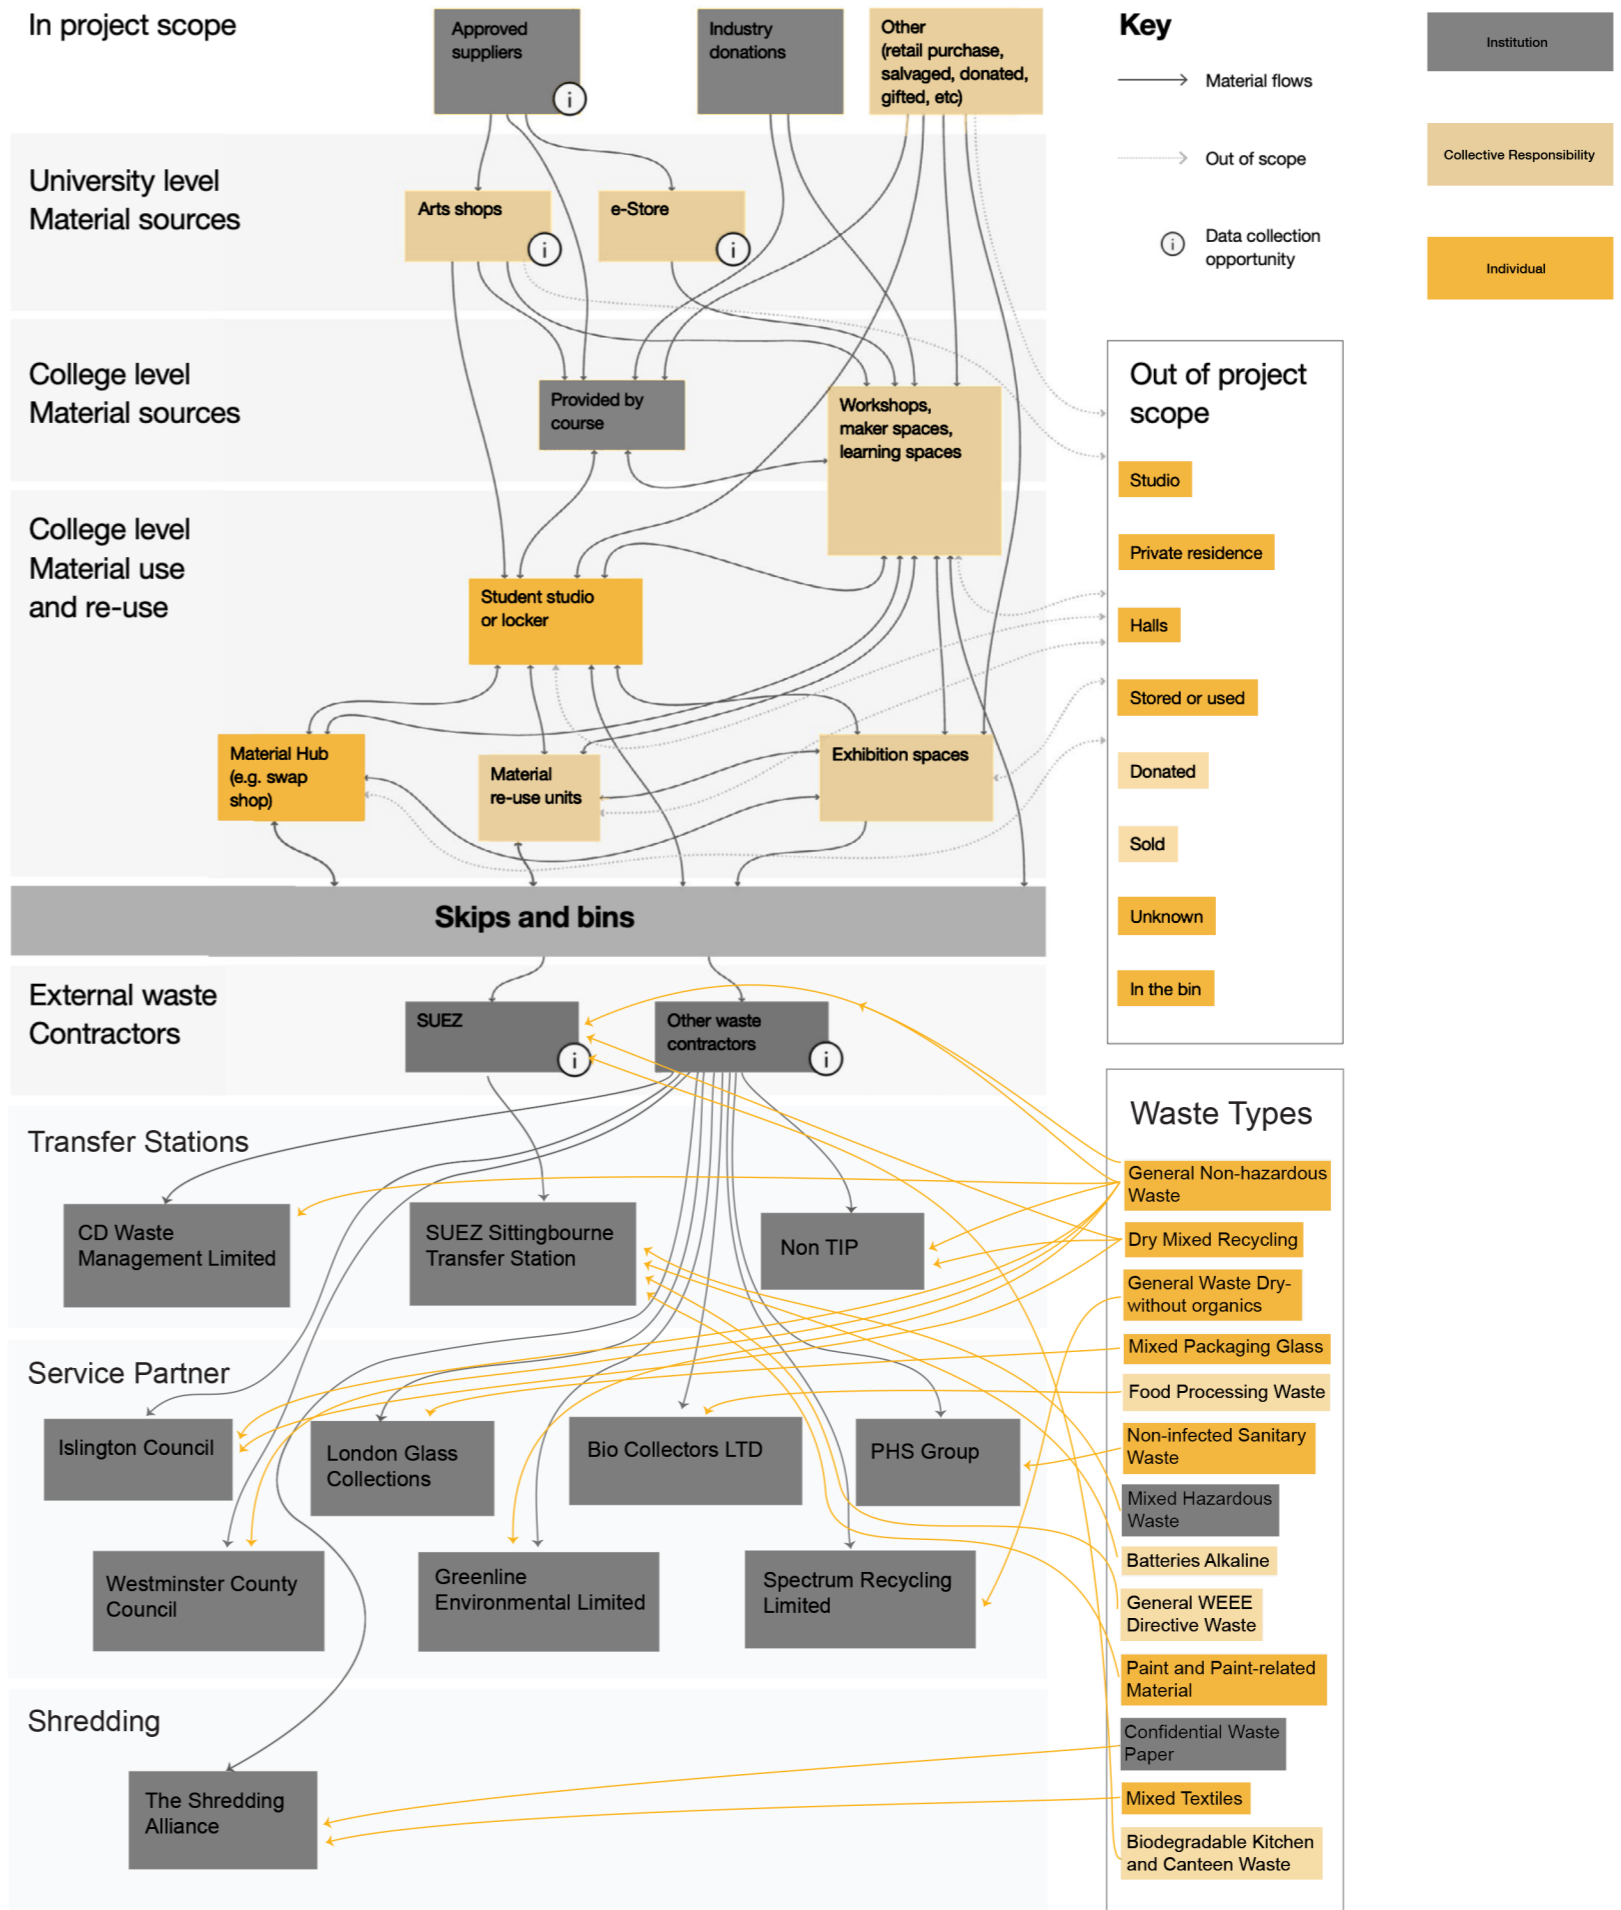 In project scope
Approved
suppliers
i
Industry
donations
Other
(retail purchase,
salvaged, donated,
gifted, etc)
Key
Material flows
Out of scope
i
Data collection
opportunity
Institution
Collective Responsibility
Individual
University level
Material sources
Arts shops
i
e-Store
i
College level
Material sources
Provided by
course
Workshops,
maker spaces,
learning spaces
College level
Material use
and re-use
Student studio
or locker
Material Hub
(e.g. swap
shop)
Material
re-use units
Exhibition spaces
Out of project
scope
Studio
Private residence
Halls
Stored or used
Donated
Sold
Unknown
In the bin
Skips and bins
External waste
Contractors
SUEZ
i
Other waste
contractors
i
Transfer Stations
CD Waste
Management Limited
SUEZ Sittingbourne
Transfer Station
Non TIP
Service Partner
Islington Council
London Glass
Collections
Bio Collectors LTD
PHS Group
Westminster County
Council
Greenline
Environmental Limited
Spectrum Recycling
Limited
Shredding
The Shredding
Alliance
Waste Types
General Non-hazardous
Waste
Dry Mixed Recycling
General Waste Dry-
without organics
Mixed Packaging Glass
Food Processing Waste
Non-infected Sanitary
Waste
Mixed Hazardous
Waste
Batteries Alkaline
General WEEE
Directive Waste
Paint and Paint-related
Material
Confidential Waste
Paper
Mixed Textiles
Biodegradable Kitchen
and Canteen Waste